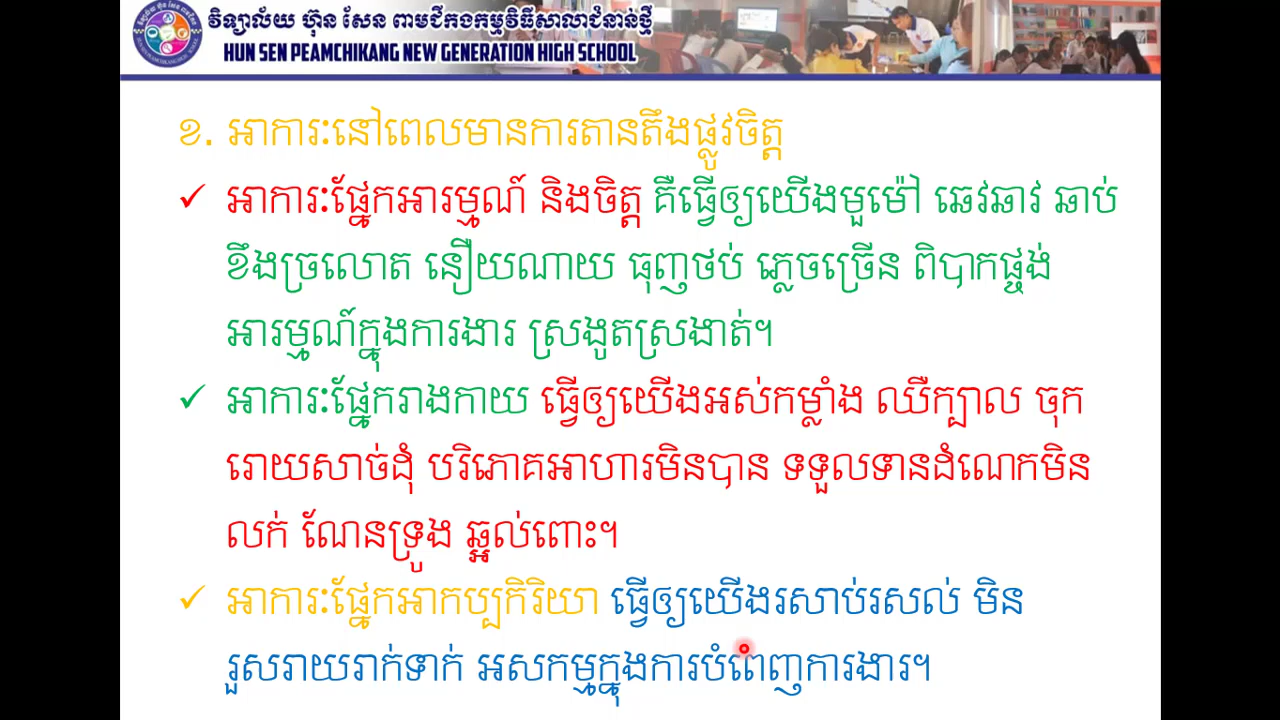 វិទ្យាល័យ ហ៊ុន សែន ពាមជីកងកម្មវិធីសាលាជំនាន់ថ្មី
HUN SEN PEAMCHIKANG NEW GENERATION HIGH SCHOOL
ខ. អាការៈនៅពេលមានការតានតឹងផ្លូវចិត្ត
អាការៈផ្នែកអារម្មណ៍ និងចិត្ត គឺធ្វើឲ្យយើងមួម៉ៅ ឆេវឆាវ ឆាប់
ខឹងច្រលោត នឿយណាយ ធុញថប់ ភ្លេចច្រើន ពិបាកផ្ចង់
អារម្មណ៍ក្នុងការងារ ស្រងូតស្រងាត់។
អាការៈផ្នែករាងកាយ ធ្វើឲ្យយើងអស់កម្លាំង ឈឺក្បាល ចុក
រោយសាច់ដុំ បរិភោគអាហារមិនបាន ទទួលទានដំណេកមិន
លក់ ណែនទ្រូង ឆ្អល់ពោះ។
អាការៈផ្នែកអាកប្បកិរិយា ធ្វើឲ្យយើងរសាប់រសល់ មិន
រួសរាយរាក់ទាក់ អសកម្មក្នុងការបំពេញការងារ។